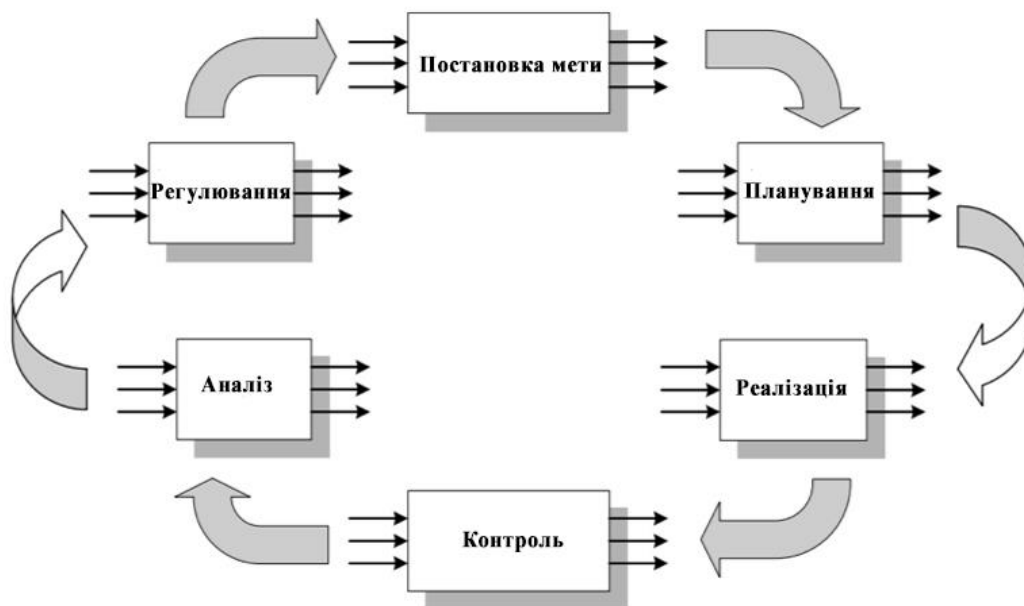 Постановка мети
Регулювання
Планування
Аналіз
Реалізація
Контроль